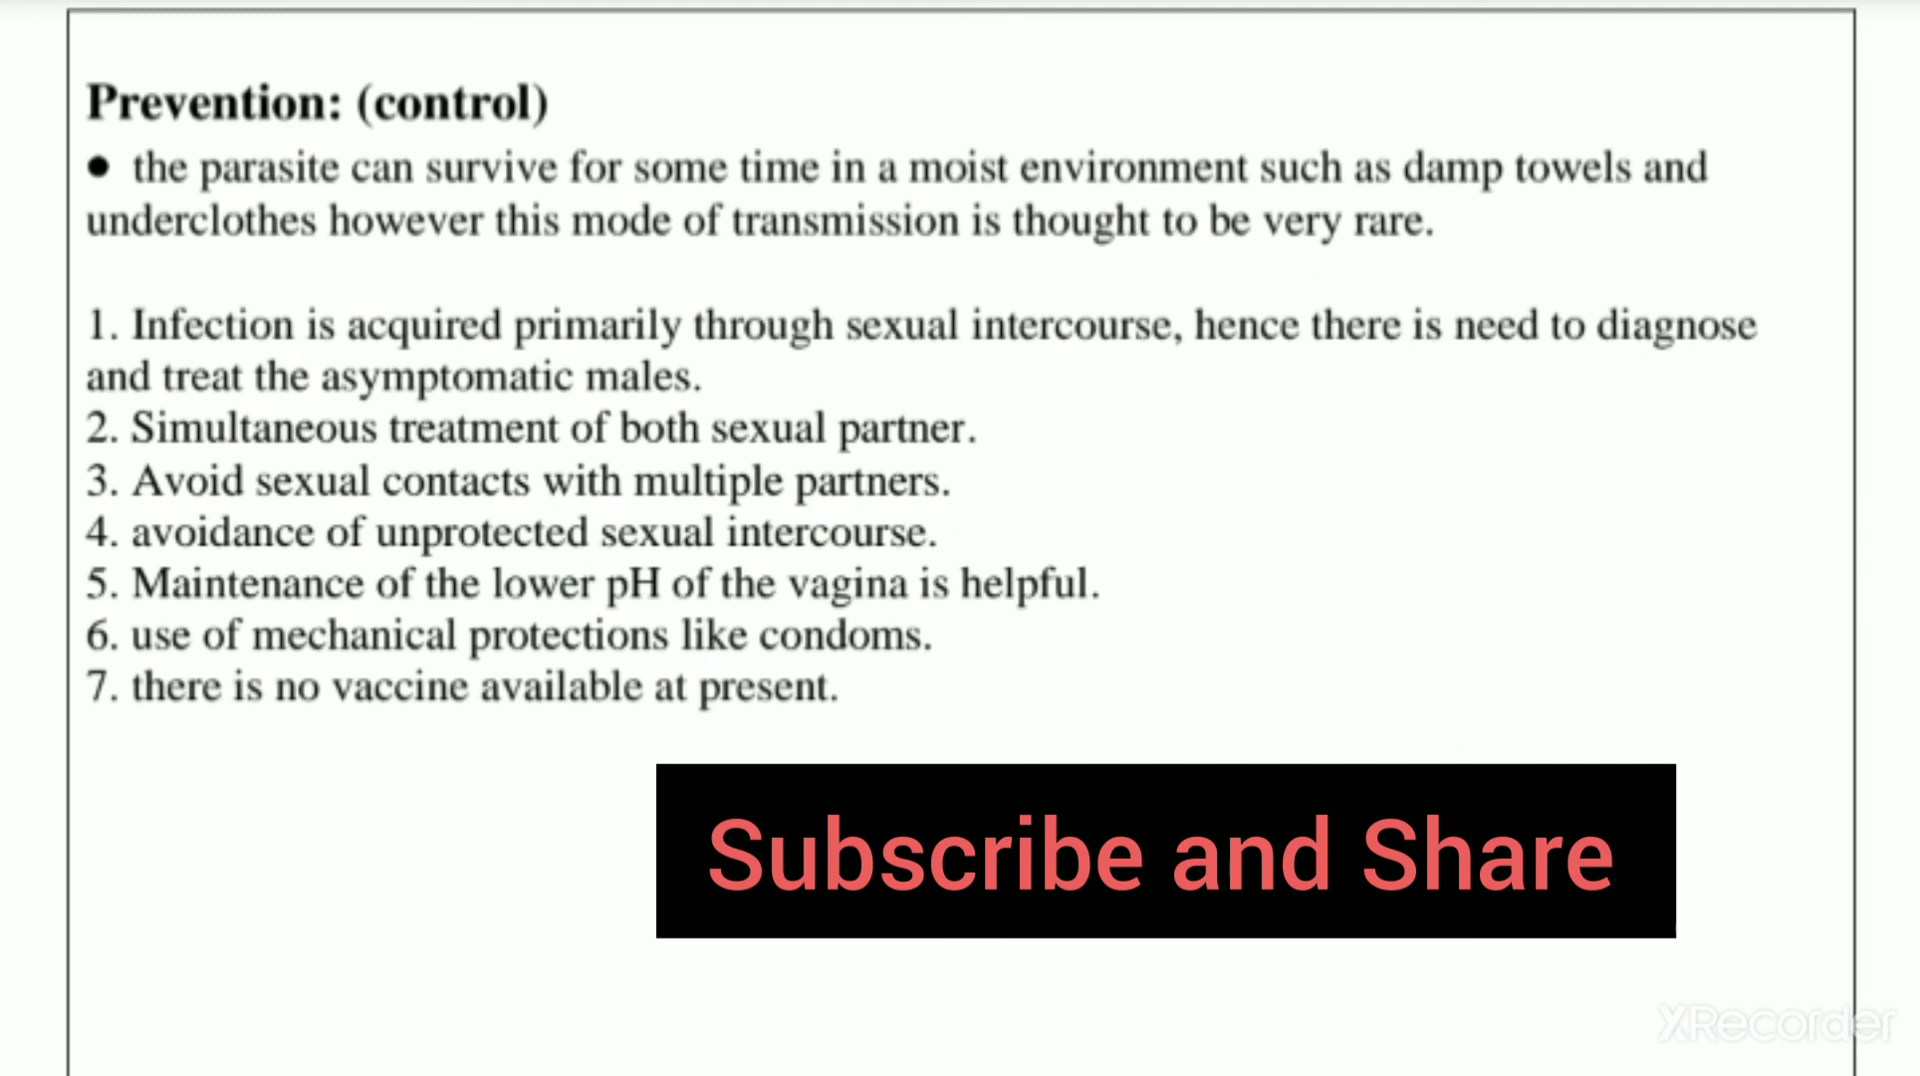 Prevention: (control)
● the parasite can survive for some time in a moist environment such as damp towels and
underclothes however this mode of transmission is thought to be very rare.
1. Infection is acquired primarily through sexual intercourse, hence there is need to diagnose
and treat the asymptomatic males.
2. Simultaneous treatment of both sexual partner.
3. Avoid sexual contacts with multiple partners.
4. avoidance of unprotected sexual intercourse.
5. Maintenance of the lower pH of the vagina is helpful.
6. use of mechanical protections like condoms.
7. there is no vaccine available at present.
Subscribe and Share
XRecorder